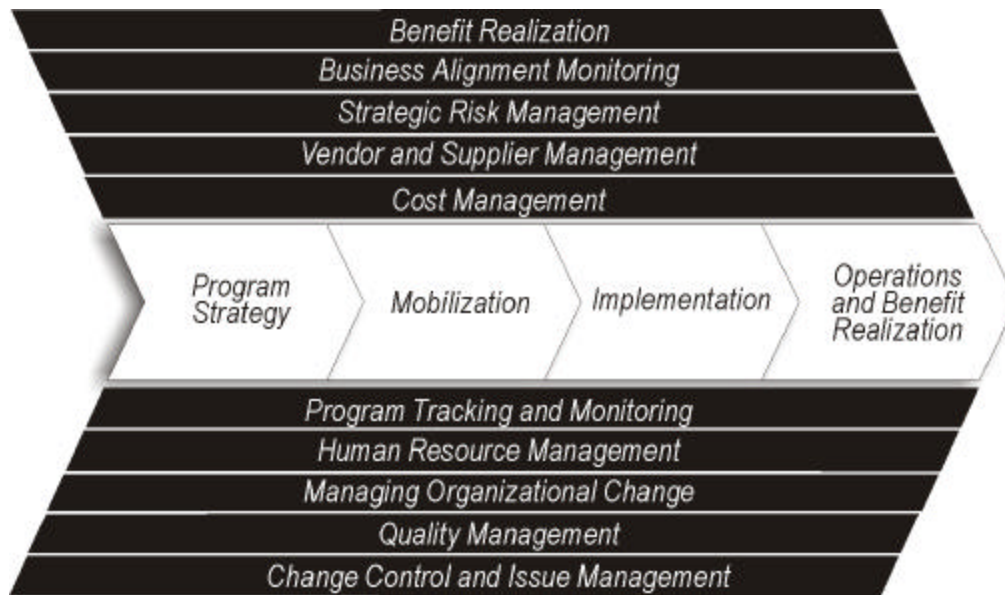 Benefit Realization
Business Alignment Monitoring
Strategic Risk Management
Vendor and Supplier Management
Cost Management
Program
Strategy
Mobilization
Implementation
Operations
and Benefit
Realization
Program Tracking and Monitoring
Human Resource Management
Managing Organizational Change
Quality Management
Change Control and Issue Management